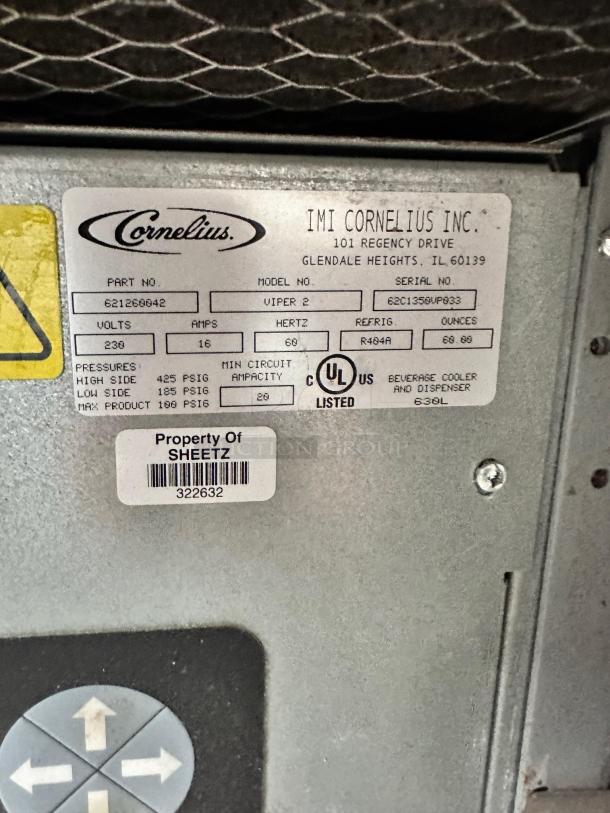 Cornelius.
IMI CORNELIUS INC.
101 REGENCY DRIVE
GLENDALE HEIGHTS, IL 60139
PART NO. MODEL NO. SERIAL NO.
621260042 VIPER 2 62C1350VP033
VOLTS AMPS HERTZ REFRIG. OUNCES
230 16 60 R404A 60.00
PRESSURES:
HIGH SIDE 425 PSIG
LOW SIDE 185 PSIG
MAX PRODUCT 100 PSIG
MIN CIRCUIT
AMPACITY
20
C UL US
LISTED
BEVERAGE COOLER
AND DISPENSER
630L
Property Of
SHEETZ
322632
AUCTION GROUP